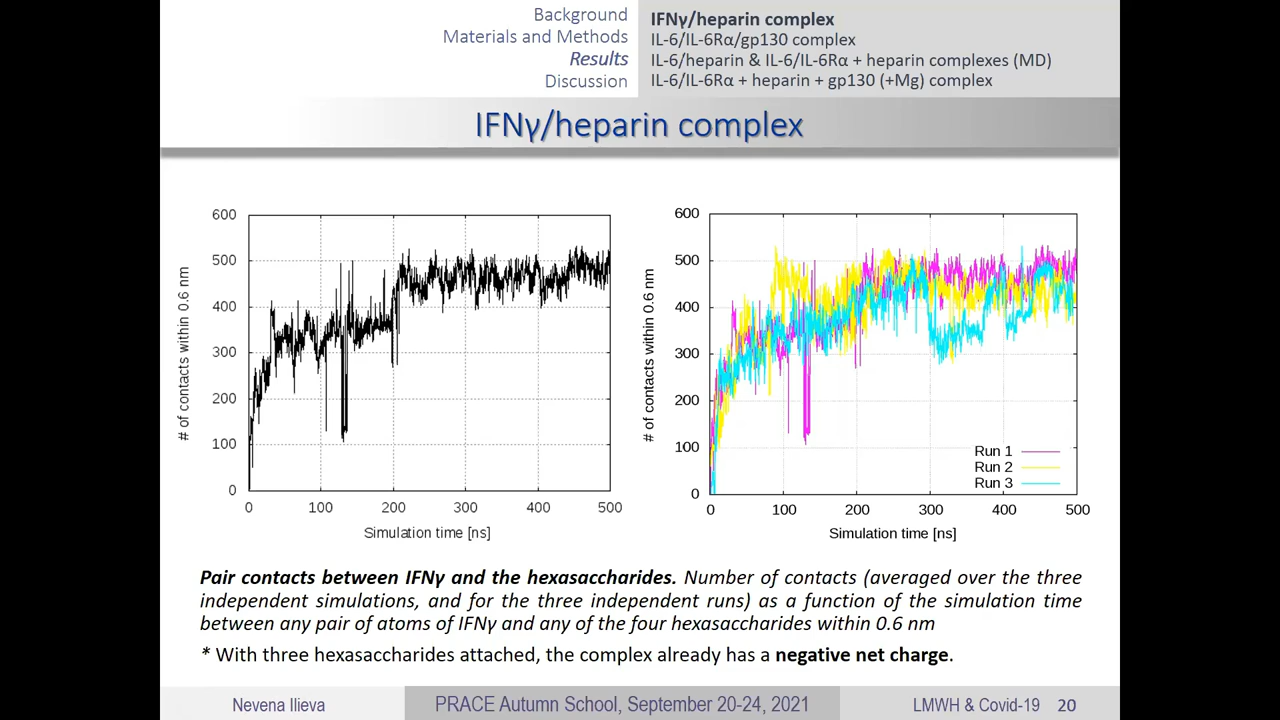 Background
Materials and Methods
Results
Discussion
IFNγ/heparin complex
IL-6/IL-6Rα/gp130 complex
IL-6/heparin & IL-6/IL-6Rα + heparin complexes (MD)
IL-6/IL-6Rα + heparin + gp130 (+Mg) complex
IFNγ/heparin complex
600
500
400
300
200
100
0
# of contacts within 0.6 nm
0 100 200 300 400 500
Simulation time [ns]
600
500
400
300
200
100
0
# of contacts within 0.6 nm
Run 1
Run 2
Run 3
0 100 200 300 400 500
Simulation time [ns]
Pair contacts between IFNγ and the hexasaccharides. Number of contacts (averaged over the three
independent simulations, and for the three independent runs) as a function of the simulation time
between any pair of atoms of IFNγ and any of the four hexasaccharides within 0.6 nm
* With three hexasaccharides attached, the complex already has a negative net charge.
Nevena Ilieva
PRACE Autumn School, September 20-24, 2021
LMWH & Covid-19 20